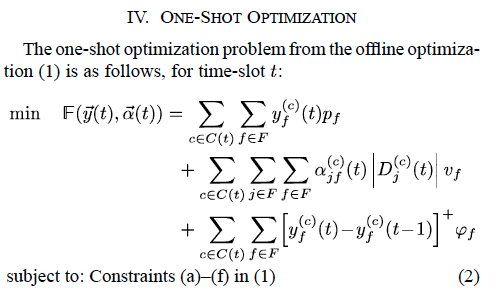 IV. ONE-SHOT OPTIMIZATION
The one-shot optimization problem from the offline optimiza-
tion (1) is as follows, for time-slot t:
min 𝔽(y⃗(t), α⃗(t)) = ∑_{c∈C(t)} ∑_{f∈F} y_f^{(c)}(t)p_f
+ ∑_{c∈C(t)} ∑_{j∈F} ∑_{f∈F} α_{jf}^{(c)}(t) |D_j^{(c)}(t)| v_f
+ ∑_{c∈C(t)} ∑_{f∈F} [y_f^{(c)}(t)−y_f^{(c)}(t−1)]^+ φ_f
subject to: Constraints (a)–(f) in (1) (2)